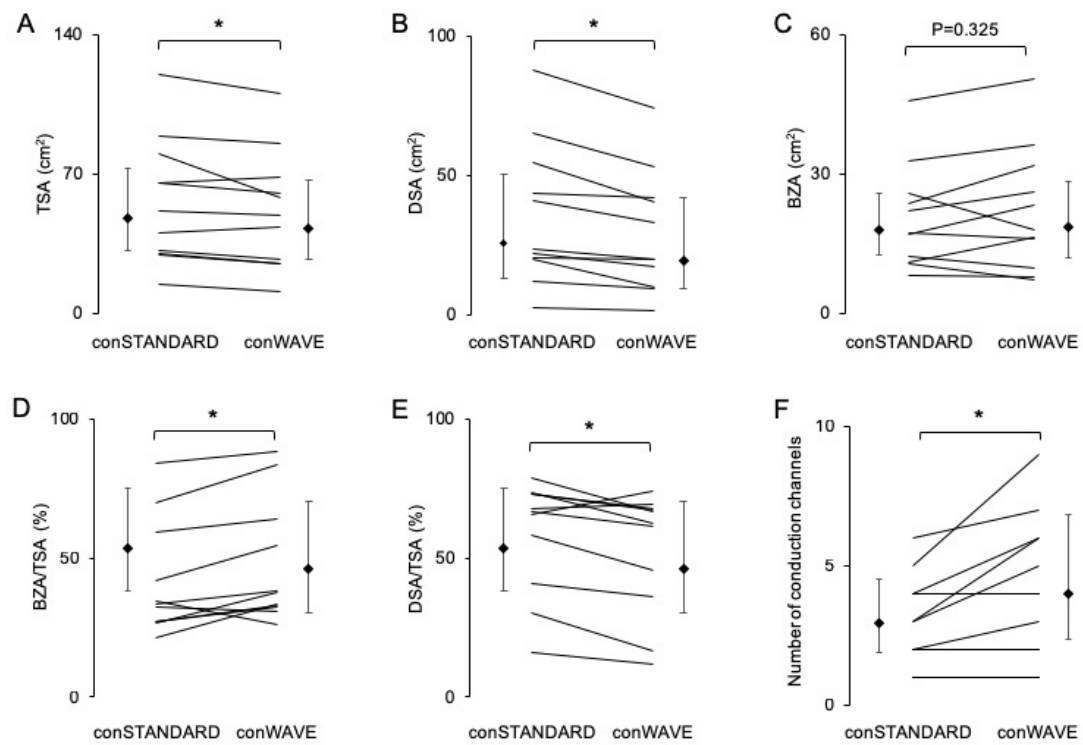 A
140
*
TSA (cm²)
70
0
conSTANDARD conWAVE
B
100
*
DSA (cm²)
50
0
conSTANDARD conWAVE
C
60
P=0.325
BZA (cm²)
30
0
conSTANDARD conWAVE
D
100
*
BZA/TSA (%)
50
0
conSTANDARD conWAVE
E
100
*
DSA/TSA (%)
50
0
conSTANDARD conWAVE
F
10
*
Number of conduction channels
5
0
conSTANDARD conWAVE